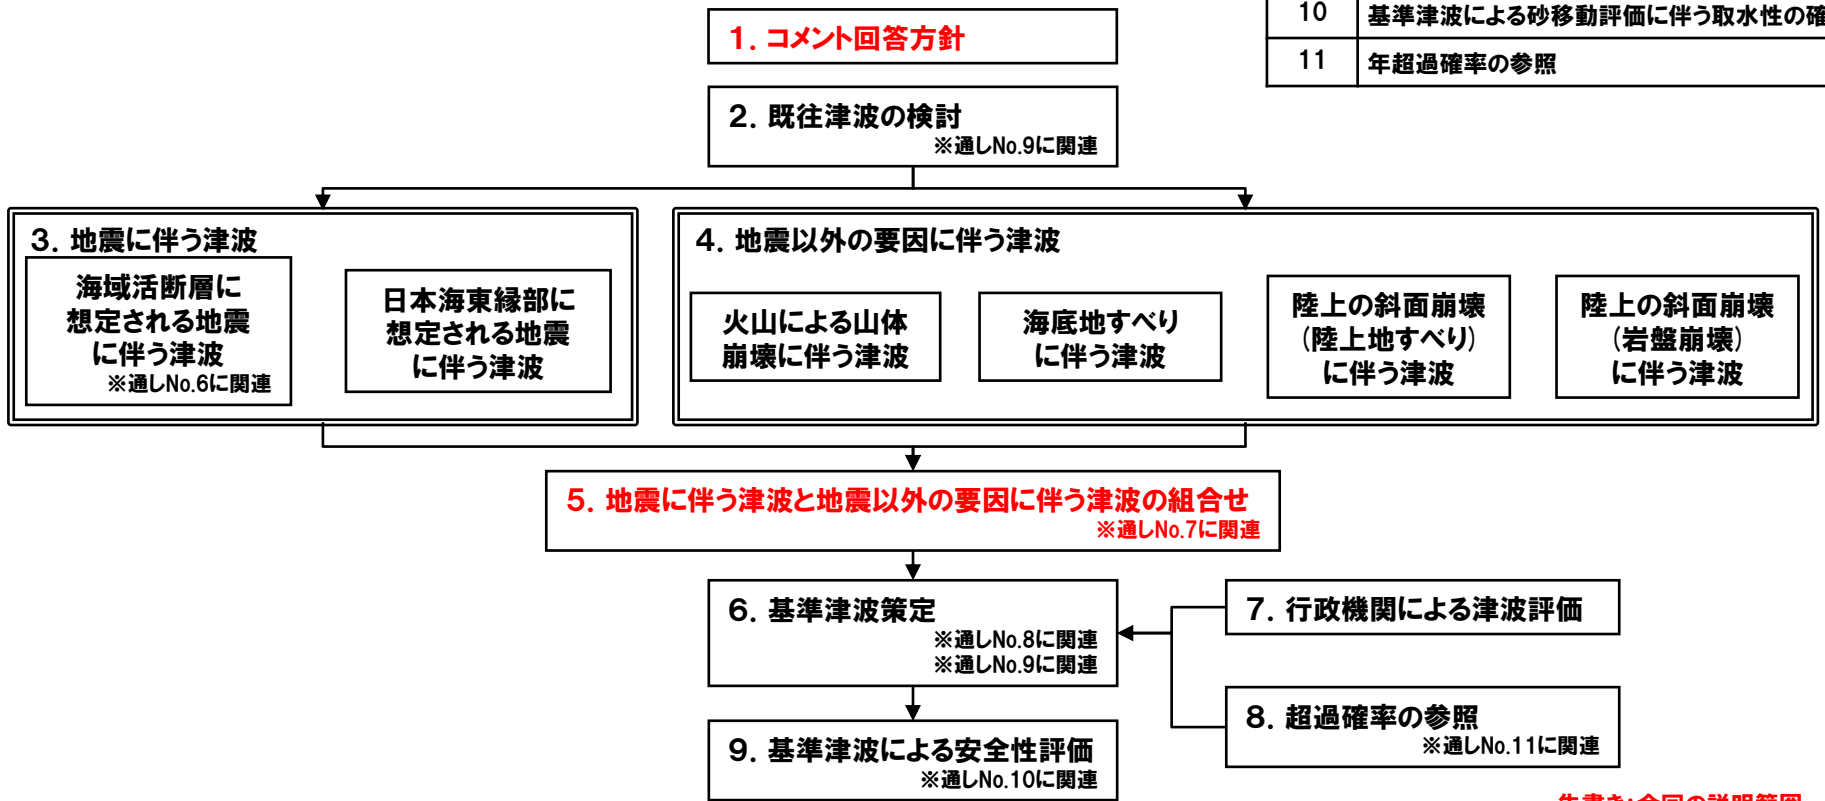 10 基準津波による砂移動評価に伴う取水性の確
11 年超過確率の参照
1. コメント回答方針
2. 既往津波の検討
※通しNo.9に関連
3. 地震に伴う津波
海域活断層に
想定される地震
に伴う津波
※通しNo.6に関連
日本海東縁部に
想定される地震
に伴う津波
4. 地震以外の要因に伴う津波
火山による山体
崩壊に伴う津波
海底地すべり
に伴う津波
陸上の斜面崩壊
(陸上地すべり)
に伴う津波
陸上の斜面崩壊
(岩盤崩壊)
に伴う津波
5. 地震に伴う津波と地震以外の要因に伴う津波の組合せ
※通しNo.7に関連
6. 基準津波策定
※通しNo.8に関連
※通しNo.9に関連
7. 行政機関による津波評価
8. 超過確率の参照
※通しNo.11に関連
9. 基準津波による安全性評価
※通しNo.10に関連